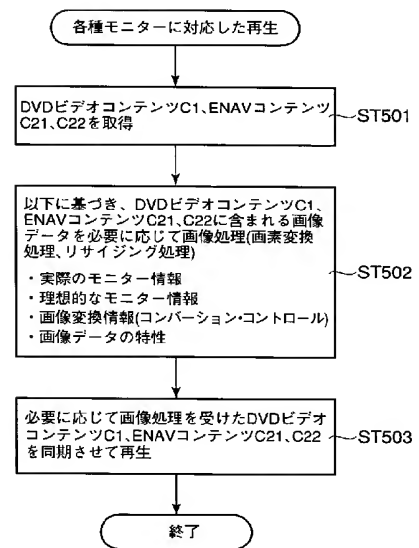 各種モニターに対応した再生
DVDビデオコンテンツC1、ENAVコンテンツ
C21、C22を取得
ST501
以下に基づき、DVDビデオコンテンツC1、
ENAVコンテンツC21、C22に含まれる画像
データを必要に応じて画像処理(画素変換
処理、リサイジング処理)
・実際のモニター情報
・理想的なモニター情報
・画像変換情報(コンバーション・コントロール)
・画像データの特性
ST502
必要に応じて画像処理を受けたDVDビデオ
コンテンツC1、ENAVコンテンツC21、C22
を同期させて再生
ST503
終了